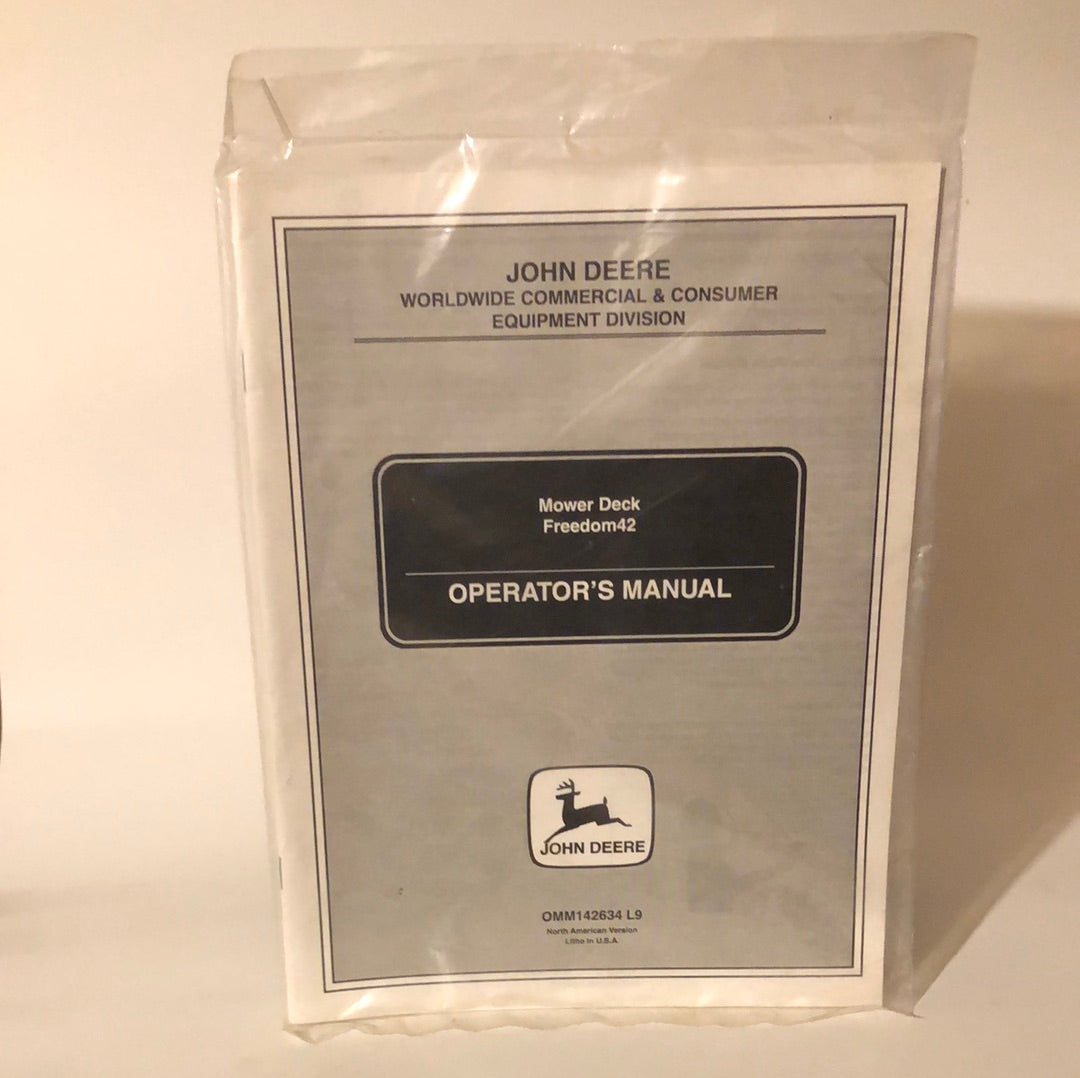 JOHN DEERE
WORLDWIDE COMMERCIAL & CONSUMER
EQUIPMENT DIVISION
Mower Deck
Freedom42
OPERATOR'S MANUAL
JOHN DEERE
OMM142634 L9
North American Version
Litho in U.S.A.